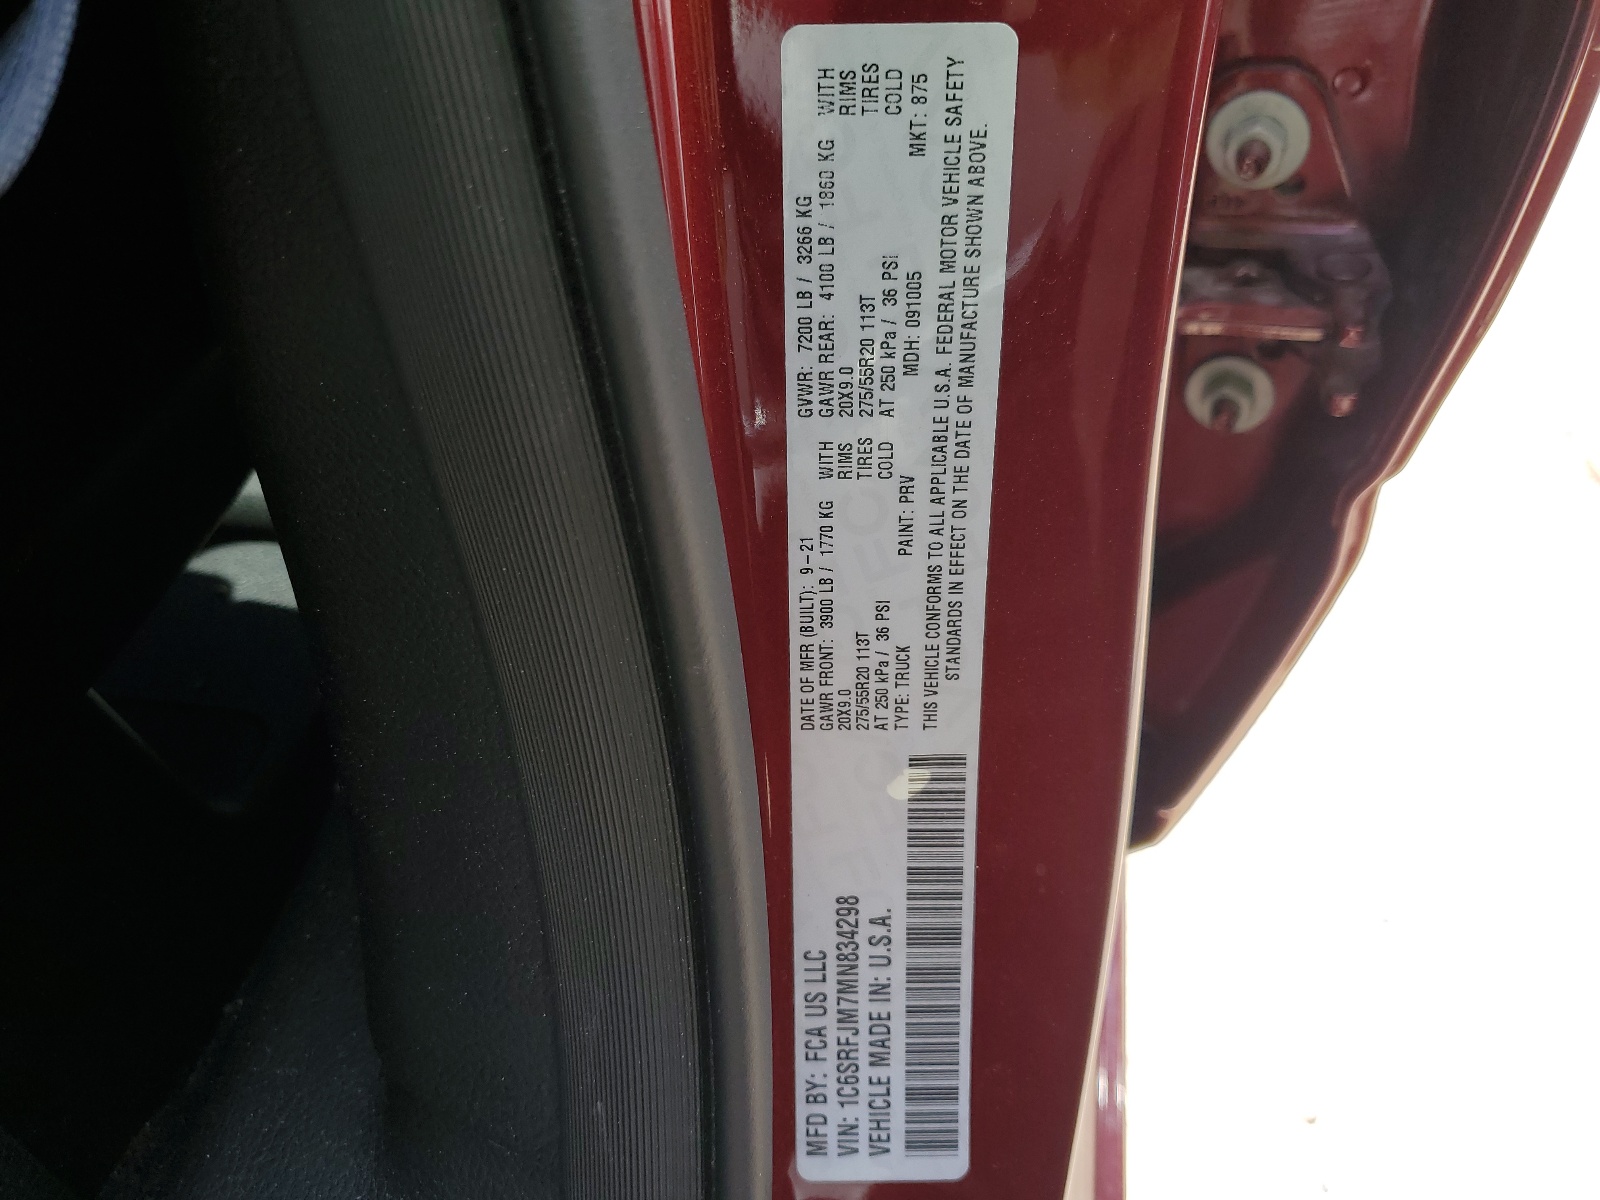 MFD BY: FCA US LLC
VIN: 1C6SRFJM7MN834298
VEHICLE MADE IN: U.S.A.
DATE OF MFR (BUILT): 9-21 GVWR: 7200 LB / 3266 KG
GAWR FRONT: 3900 LB / 1770 KG WITH GAWR REAR: 4100 LB / 1860 KG WITH
20X9.0 RIMS 20X9.0 RIMS
275/55R20 113T TIRES 275/55R20 113T TIRES
AT 250 kPa / 36 PSI COLD AT 250 kPa / 36 PSI COLD
TYPE: TRUCK PAINT: PRV MDH: 091005 MKT: 875
THIS VEHICLE CONFORMS TO ALL APPLICABLE U.S.A. FEDERAL MOTOR VEHICLE SAFETY
STANDARDS IN EFFECT ON THE DATE OF MANUFACTURE SHOWN ABOVE.